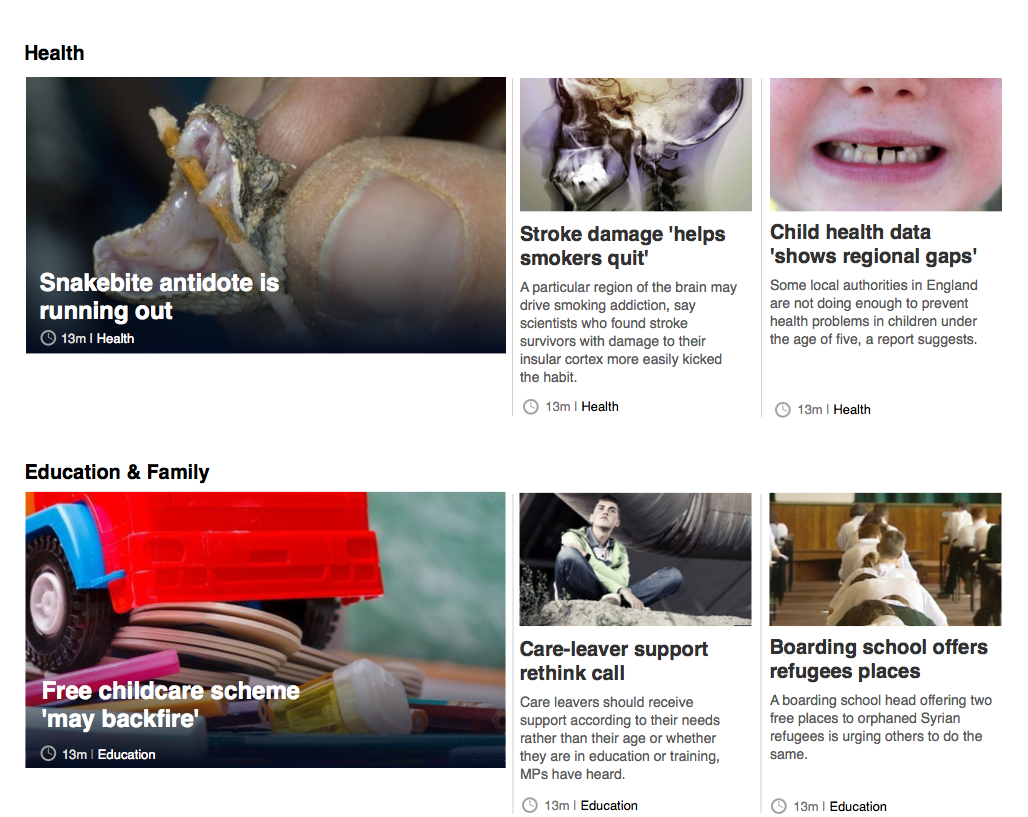 Health
Snakebite antidote is
running out
13m | Health
Stroke damage 'helps
smokers quit'
A particular region of the brain may
drive smoking addiction, say
scientists who found stroke
survivors with damage to their
insular cortex more easily kicked
the habit.
13m | Health
Child health data
'shows regional gaps'
Some local authorities in England
are not doing enough to prevent
health problems in children under
the age of five, a report suggests.
13m | Health
Education & Family
Free childcare scheme
'may backfire'
13m | Education
Care-leaver support
rethink call
Care leavers should receive
support according to their needs
rather than their age or whether
they are in education or training,
MPs have heard.
13m | Education
Boarding school offers
refugees places
A boarding school head offering two
free places to orphaned Syrian
refugees is urging others to do the
same.
13m | Education